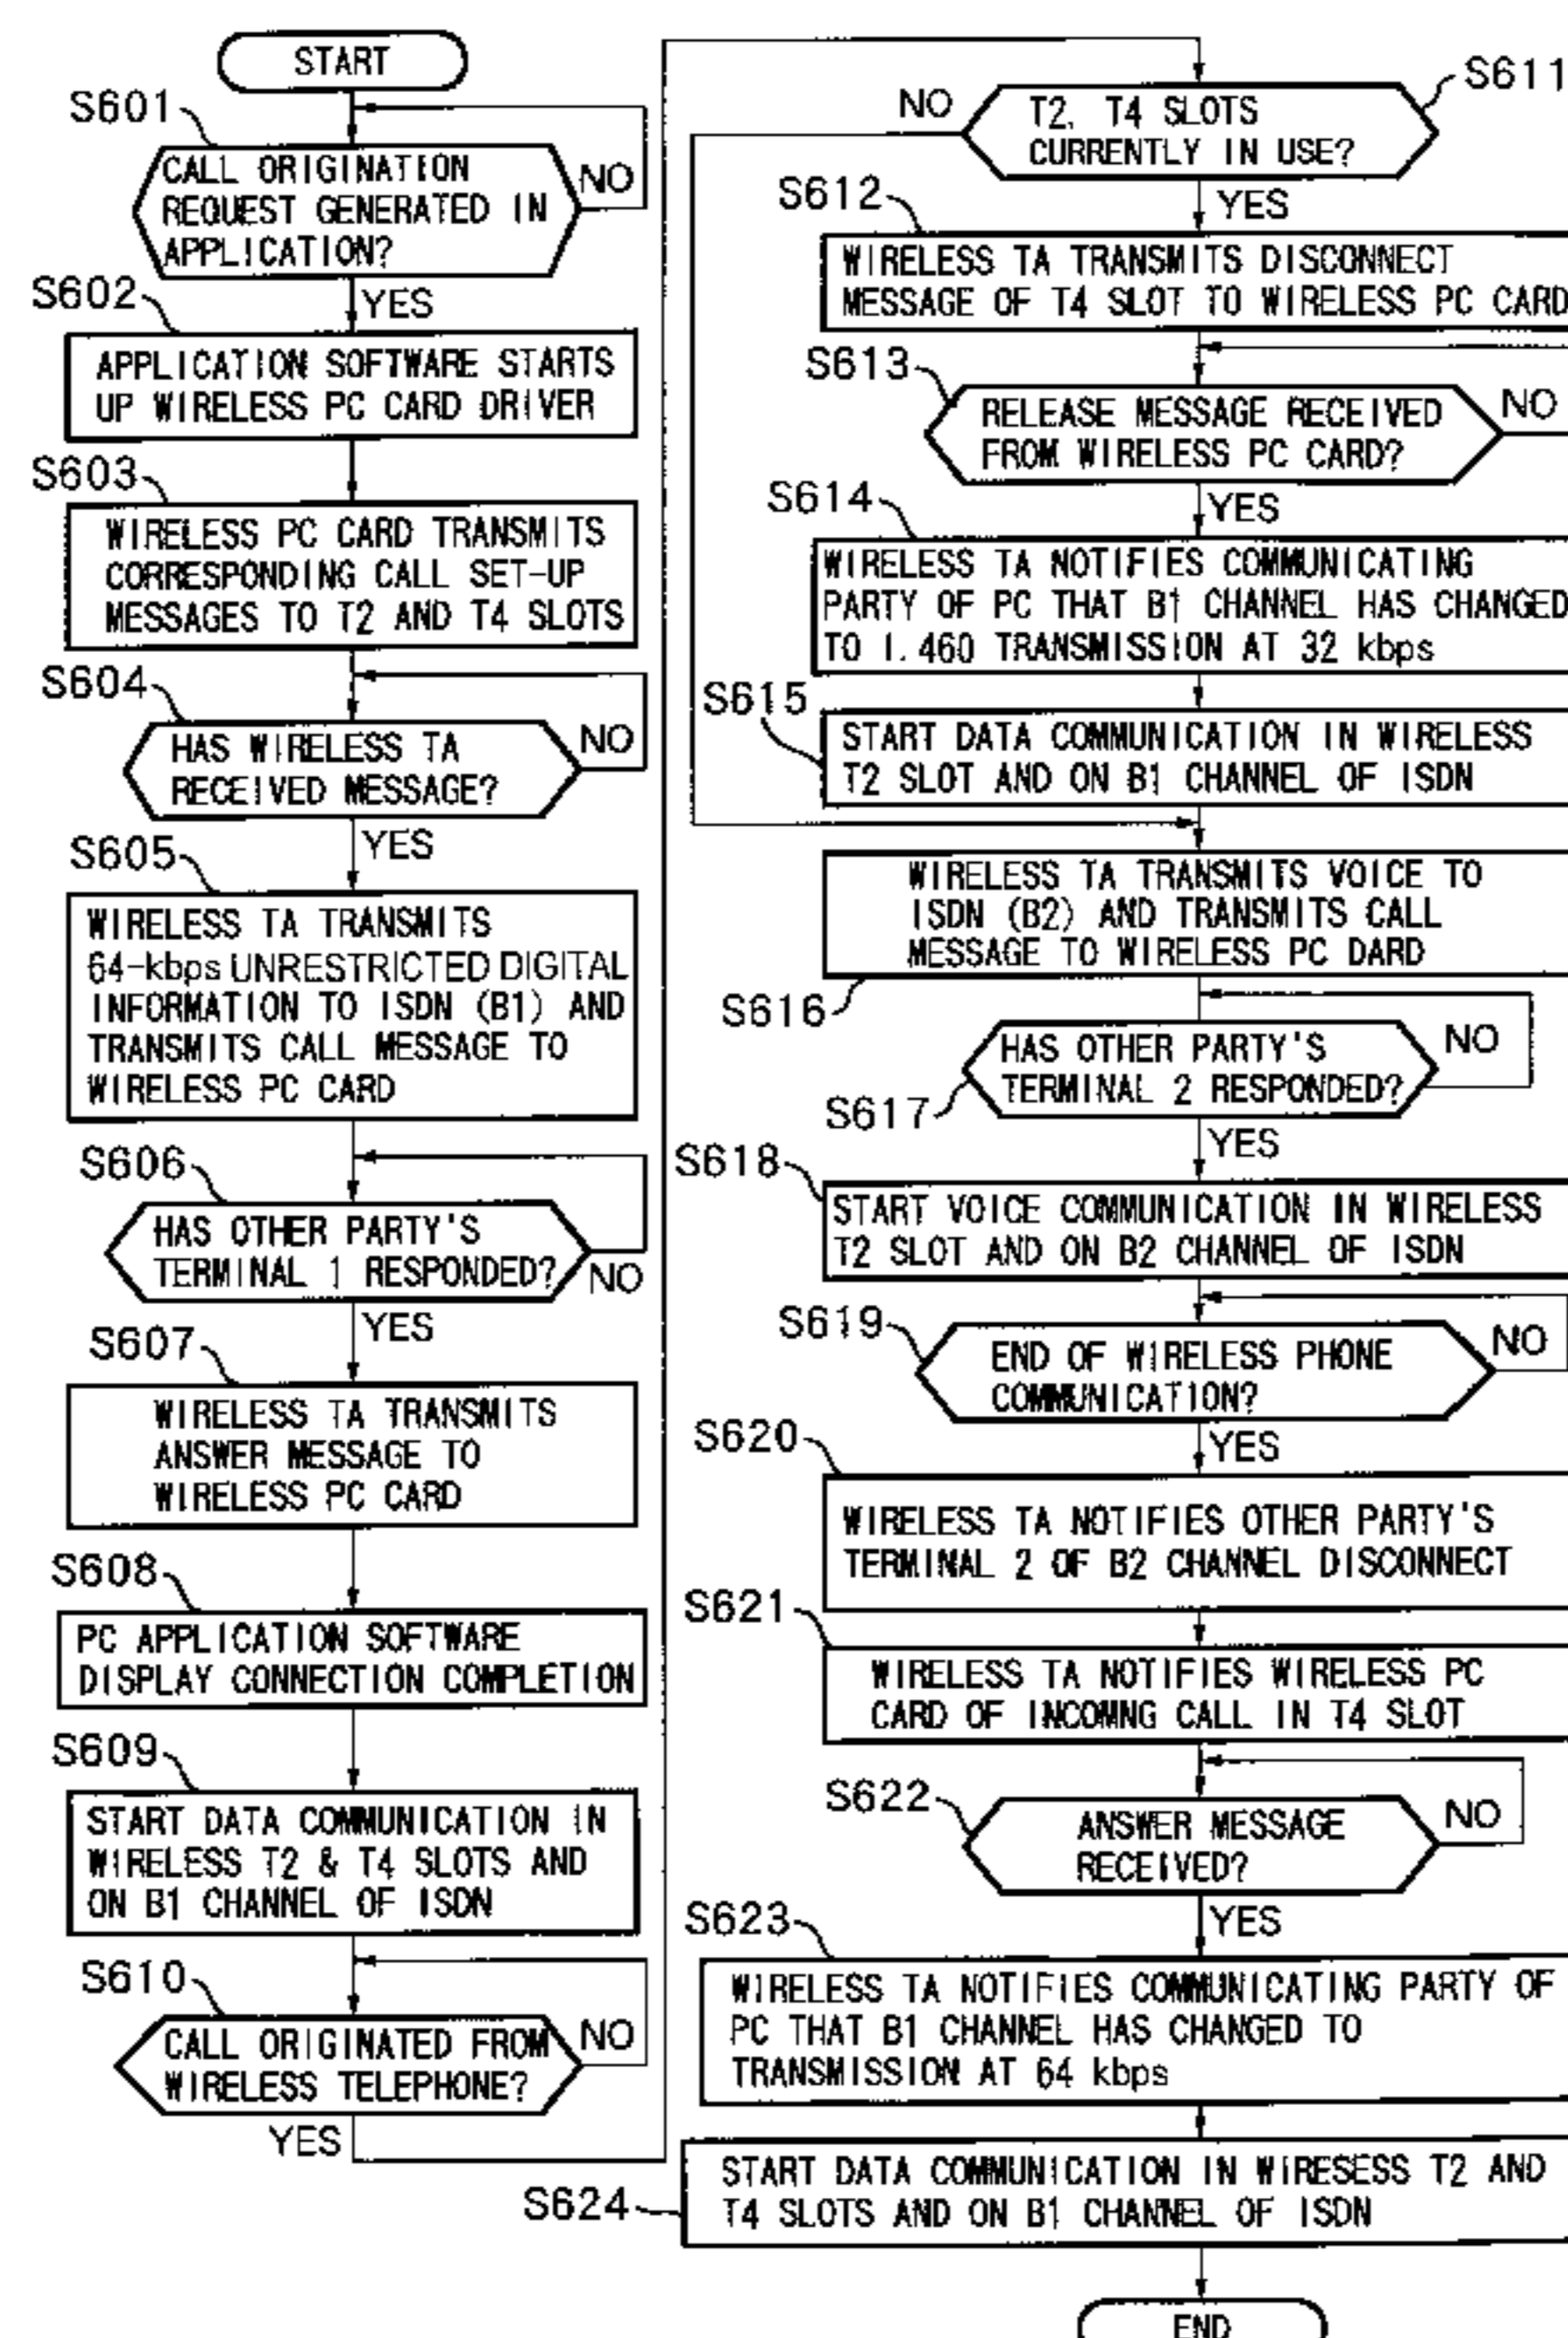 START
S601
CALL ORIGINATION
REQUEST GENERATED IN
APPLICATION?
NO
YES
S602
APPLICATION SOFTWARE STARTS
UP WIRELESS PC CARD DRIVER
S603
WIRELESS PC CARD TRANSMITS
CORRESPONDING CALL SET-UP
MESSAGES TO T2 AND T4 SLOTS
S604
HAS WIRELESS TA
RECEIVED MESSAGE?
NO
YES
S605
WIRELESS TA TRANSMITS
64-kbps UNRESTRICTED DIGITAL
INFORMATION TO ISDN (B1) AND
TRANSMITS CALL MESSAGE TO
WIRELESS PC CARD
S606
HAS OTHER PARTY'S
TERMINAL 1 RESPONDED?
NO
YES
S607
WIRELESS TA TRANSMITS
ANSWER MESSAGE TO
WIRELESS PC CARD
S608
PC APPLICATION SOFTWARE
DISPLAY CONNECTION COMPLETION
S609
START DATA COMMUNICATION IN
WIRELESS T2 & T4 SLOTS AND
ON B1 CHANNEL OF ISDN
S610
CALL ORIGINATED FROM
WIRELESS TELEPHONE?
NO
YES
S611
T2, T4 SLOTS
CURRENTLY IN USE?
NO
YES
S612
WIRELESS TA TRANSMITS DISCONNECT
MESSAGE OF T4 SLOT TO WIRELESS PC CARD
S613
RELEASE MESSAGE RECEIVED
FROM WIRELESS PC CARD?
NO
YES
S614
WIRELESS TA NOTIFIES COMMUNICATING
PARTY OF PC THAT B1 CHANNEL HAS CHANGED
TO I.460 TRANSMISSION AT 32 kbps
S615
START DATA COMMUNICATION IN WIRELESS
T2 SLOT AND ON B1 CHANNEL OF ISDN
WIRELESS TA TRANSMITS VOICE TO
ISDN (B2) AND TRANSMITS CALL
MESSAGE TO WIRELESS PC DARD
S616
HAS OTHER PARTY'S
TERMINAL 2 RESPONDED?
NO
S617
YES
S618
START VOICE COMMUNICATION IN WIRELESS
T2 SLOT AND ON B2 CHANNEL OF ISDN
S619
END OF WIRELESS PHONE
COMMUNICATION?
NO
YES
S620
WIRELESS TA NOTIFIES OTHER PARTY'S
TERMINAL 2 OF B2 CHANNEL DISCONNECT
S621
WIRELESS TA NOTIFIES WIRELESS PC
CARD OF INCOMNG CALL IN T4 SLOT
S622
ANSWER MESSAGE
RECEIVED?
NO
YES
S623
WIRELESS TA NOTIFIES COMMUNICATING PARTY OF
PC THAT B1 CHANNEL HAS CHANGED TO
TRANSMISSION AT 64 kbps
S624
START DATA COMMUNICATION IN WIRESESS T2 AND
T4 SLOTS AND ON B1 CHANNEL OF ISDN
END